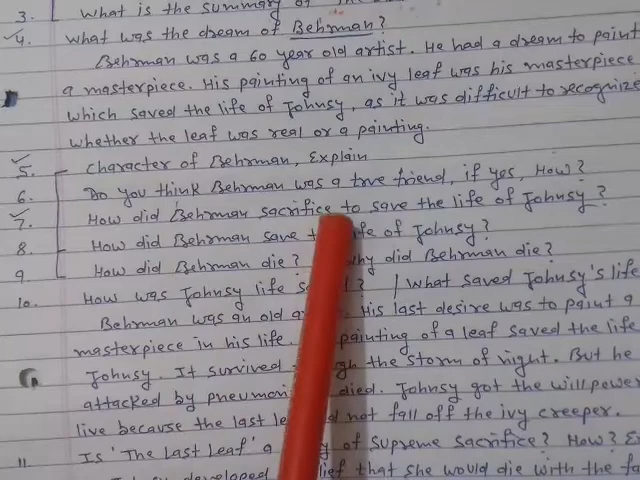 3. What is the summary of
4. What was the dream of Behrman?
Behrman was a 60 year old artist. He had a dream to paint
a masterpiece. His painting of an ivy leaf was his masterpiece
which saved the life of Johnsy, as it was difficult to recognize
whether the leaf was real or a painting.
5. Character of Behrman, Explain
6. Do you think Behrman was a true friend, if yes, How?
7. How did Behrman sacrifice to save the life of Johnsy?
8. How did Behrman save life of Johnsy?
9. How did Behrman die? why did Behrman die?
10. How was Johnsy life / What saved Johnsy's life
Behrman was an old His last desire was to paint a
masterpiece in his life. painting of a leaf saved the life
Johnsy. It survived the storm of night. But he
attacked by pneumon died. Johnsy got the willpower
live because the last not fall off the ivy creeper.
11. Is 'The Last Leaf' a of Supreme Sacrifice? How?
developed that she would die with the